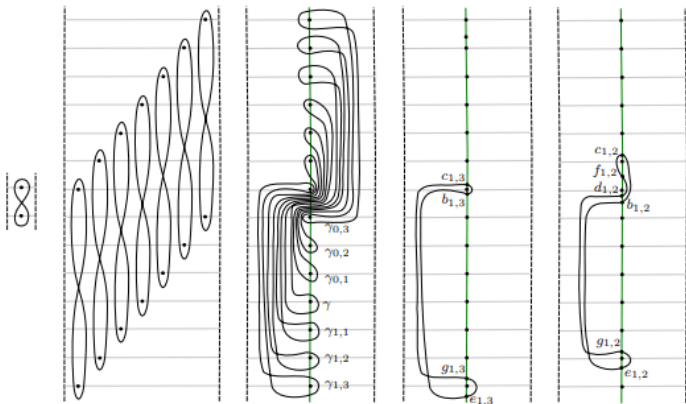 γ₀,₃
γ₀,₂
γ₀,₁
γ
γ₁,₁
γ₁,₂
γ₁,₃
c₁,₃
b₁,₃
g₁,₃
e₁,₃
c₁,₂
f₁,₂
d₁,₂
b₁,₂
g₁,₂
e₁,₂